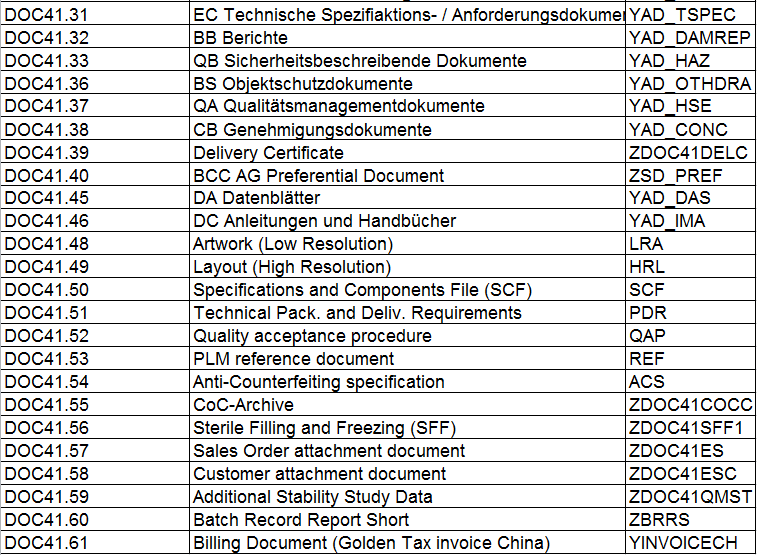 DOC41.31 EC Technische Spezifiaktions- / Anforderungsdokumen YAD_TSPEC
DOC41.32 BB Berichte YAD_DAMREP
DOC41.33 QB Sicherheitsbeschreibende Dokumente YAD_HAZ
DOC41.36 BS Objektschutzdokumente YAD_OTHDRA
DOC41.37 QA Qualitätsmanagementdokumente YAD_HSE
DOC41.38 CB Genehmigungsdokumente YAD_CONC
DOC41.39 Delivery Certificate ZDOC41DELC
DOC41.40 BCC AG Preferential Document ZSD_PREF
DOC41.45 DA Datenblätter YAD_DAS
DOC41.46 DC Anleitungen und Handbücher YAD_IMA
DOC41.48 Artwork (Low Resolution) LRA
DOC41.49 Layout (High Resolution) HRL
DOC41.50 Specifications and Components File (SCF) SCF
DOC41.51 Technical Pack. and Deliv. Requirements PDR
DOC41.52 Quality acceptance procedure QAP
DOC41.53 PLM reference document REF
DOC41.54 Anti-Counterfeiting specification ACS
DOC41.55 CoC-Archive ZDOC41COCC
DOC41.56 Sterile Filling and Freezing (SFF) ZDOC41SFF1
DOC41.57 Sales Order attachment document ZDOC41ES
DOC41.58 Customer attachment document ZDOC41ESC
DOC41.59 Additional Stability Study Data ZDOC41QMST
DOC41.60 Batch Record Report Short ZBRRS
DOC41.61 Billing Document (Golden Tax invoice China) YINVOICECH